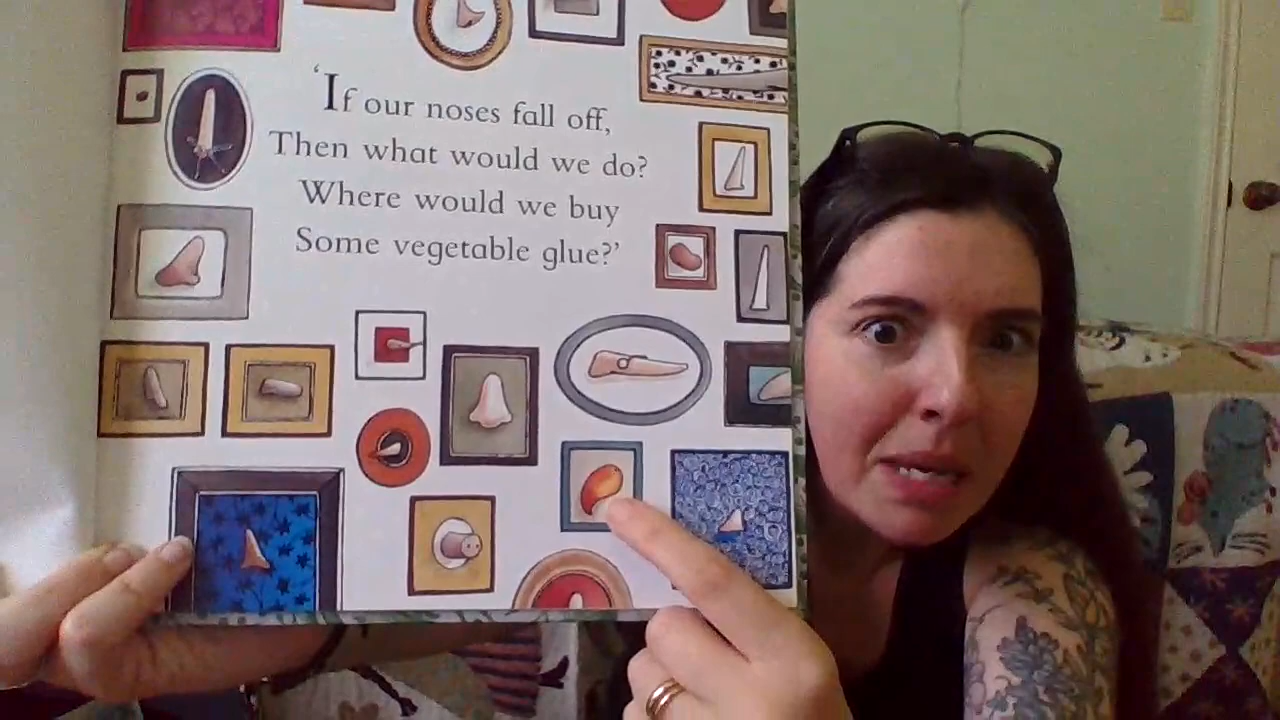 'If our noses fall off,
Then what would we do?
Where would we buy
Some vegetable glue?'